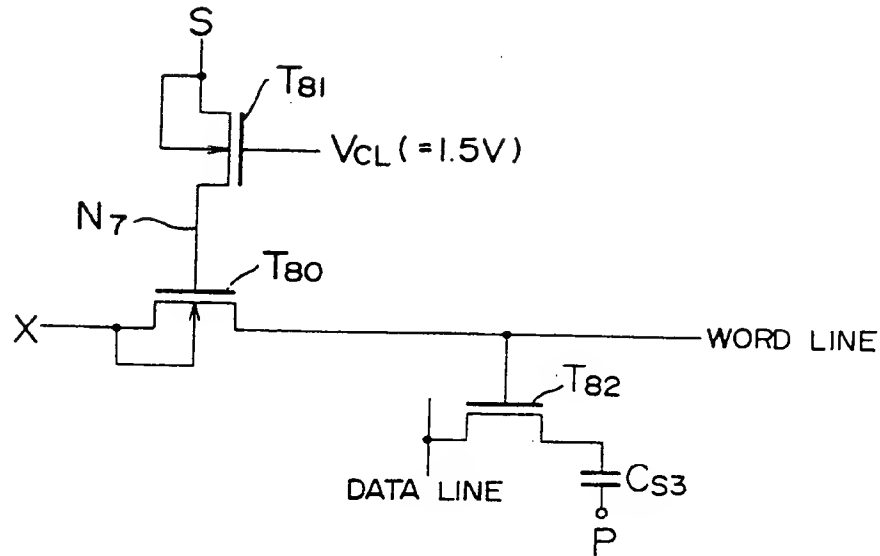 S
T81
VCL (=1.5V)
N7
T80
X
WORD LINE
T82
DATA LINE
CS3
P